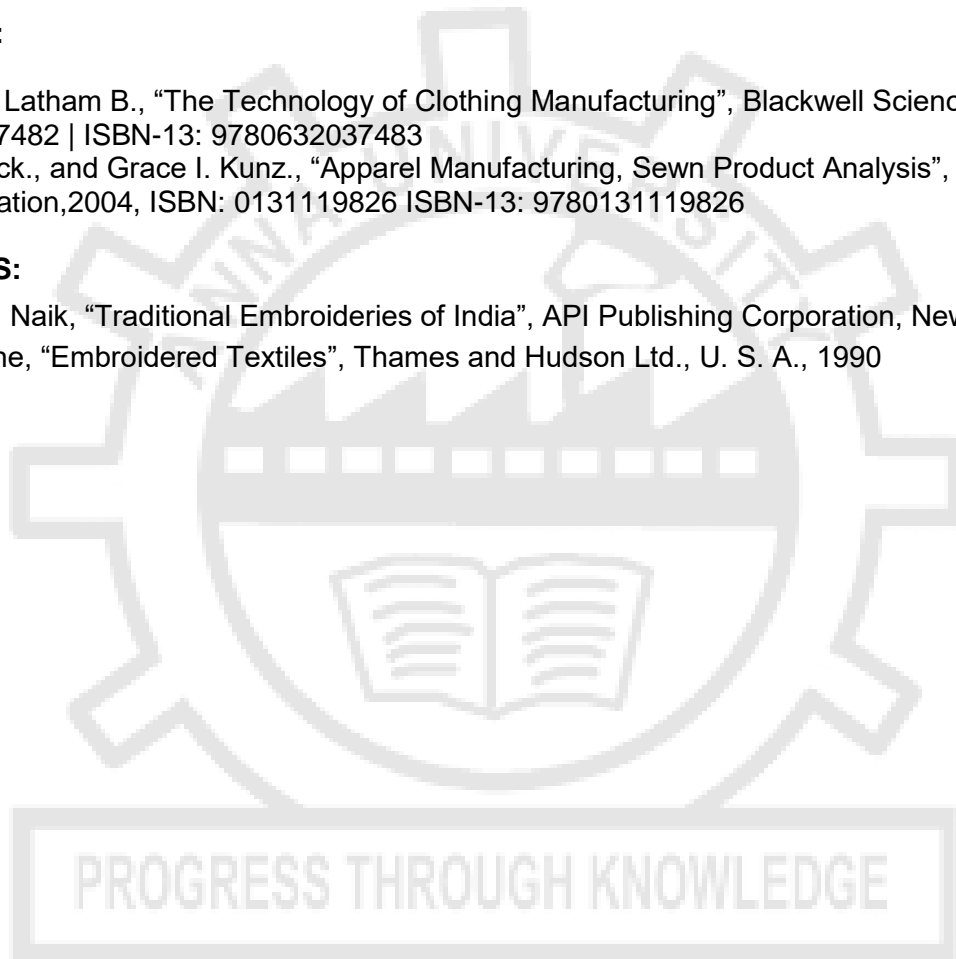 :
Latham B., “The Technology of Clothing Manufacturing”, Blackwell Scienc
7482 | ISBN-13: 9780632037483
ck., and Grace I. Kunz., “Apparel Manufacturing, Sewn Product Analysis”,
ation,2004, ISBN: 0131119826 ISBN-13: 9780131119826
S:
Naik, “Traditional Embroideries of India”, API Publishing Corporation, New
ne, “Embroidered Textiles”, Thames and Hudson Ltd., U. S. A., 1990
ANNA UNIVERSITY
PROGRESS THROUGH KNOWLEDGE